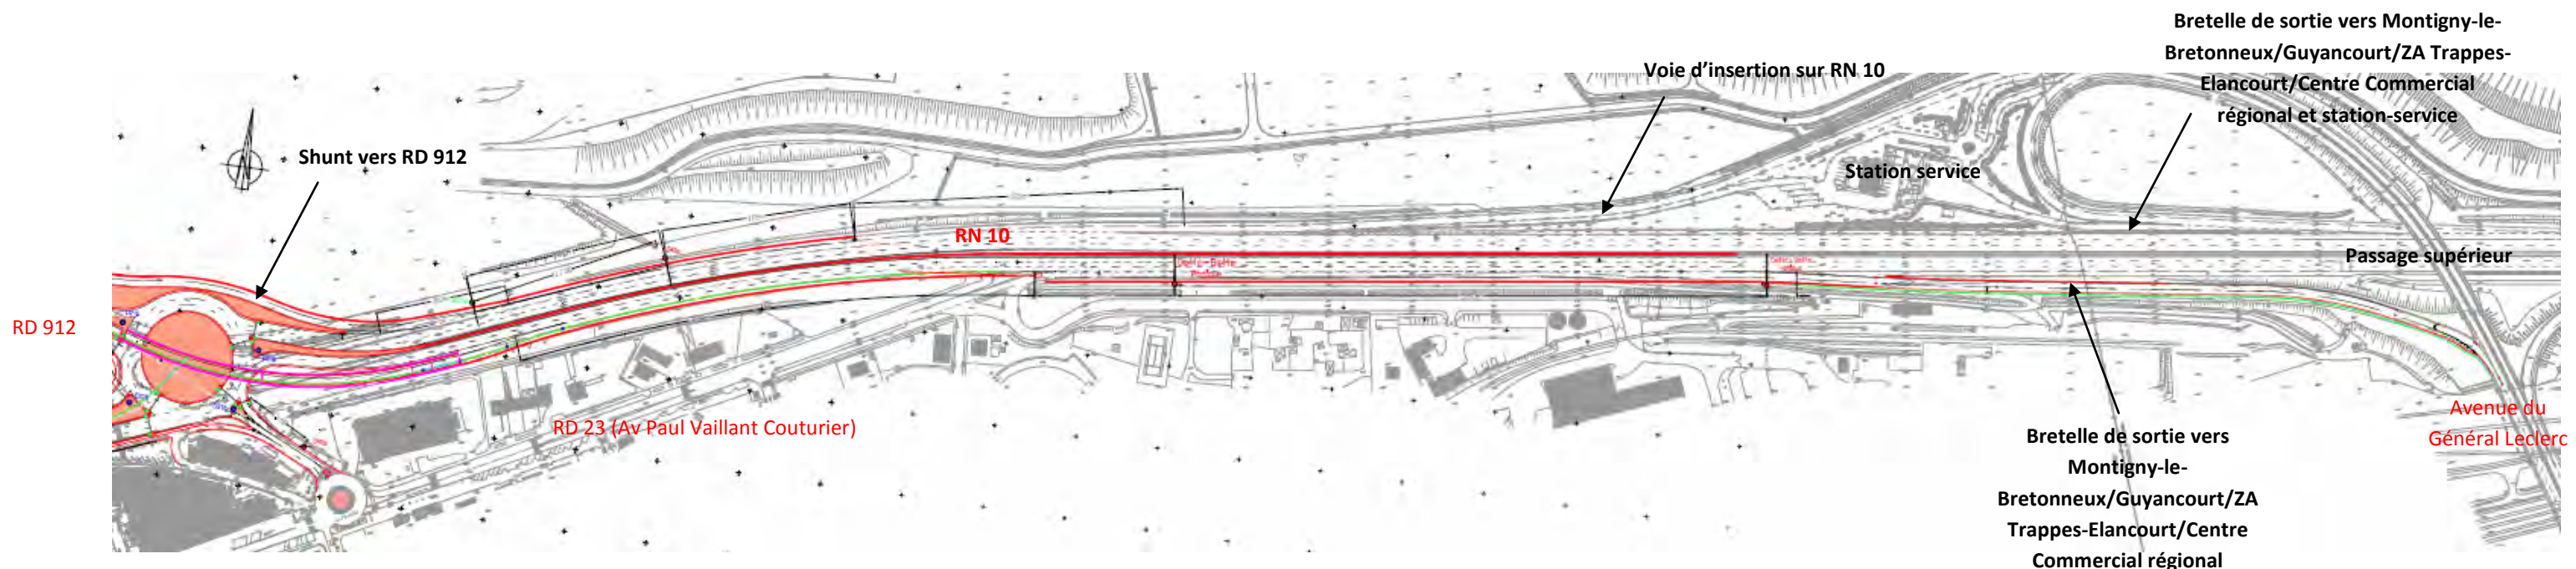 Bretelle de sortie vers Montigny-le-
Bretonneux/Guyancourt/ZA Trappes-
Elancourt/Centre Commercial
régional et station-service
Voie d'insertion sur RN 10
Shunt vers RD 912
Station service
RN 10
Passage supérieur
RD 912
RD 23 (Av Paul Vaillant Couturier)
Avenue du
Général Leclerc
Bretelle de sortie vers
Montigny-le-
Bretonneux/Guyancourt/ZA
Trappes-Elancourt/Centre
Commercial régional